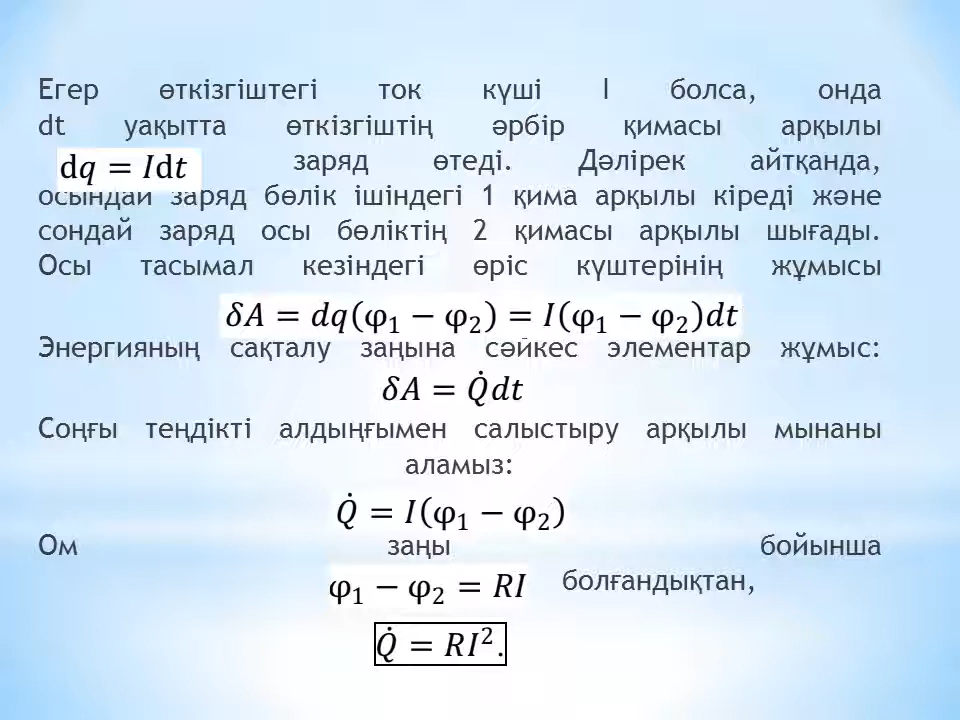 Егер өткізгіштегі ток күші I болса, онда
dt уақытта өткізгіштің әрбір қимасы арқылы
dq = Idt заряд өтеді. Дәлірек айтқанда,
осындай заряд бөлік ішіндегі 1 қима арқылы кіреді және
сондай заряд осы бөліктің 2 қимасы арқылы шығады.
Осы тасымал кезіндегі өріс күштерінің жұмысы
δA = dq(φ₁ − φ₂) = I(φ₁ − φ₂)dt
Энергияның сақталу заңына сәйкес элементар жұмыс:
δA = Q̇dt
Соңғы теңдікті алдыңғымен салыстыру арқылы мынаны
аламыз:
Q̇ = I(φ₁ − φ₂)
Ом заңы бойынша
φ₁ − φ₂ = RI болғандықтан,
Q̇ = RI².